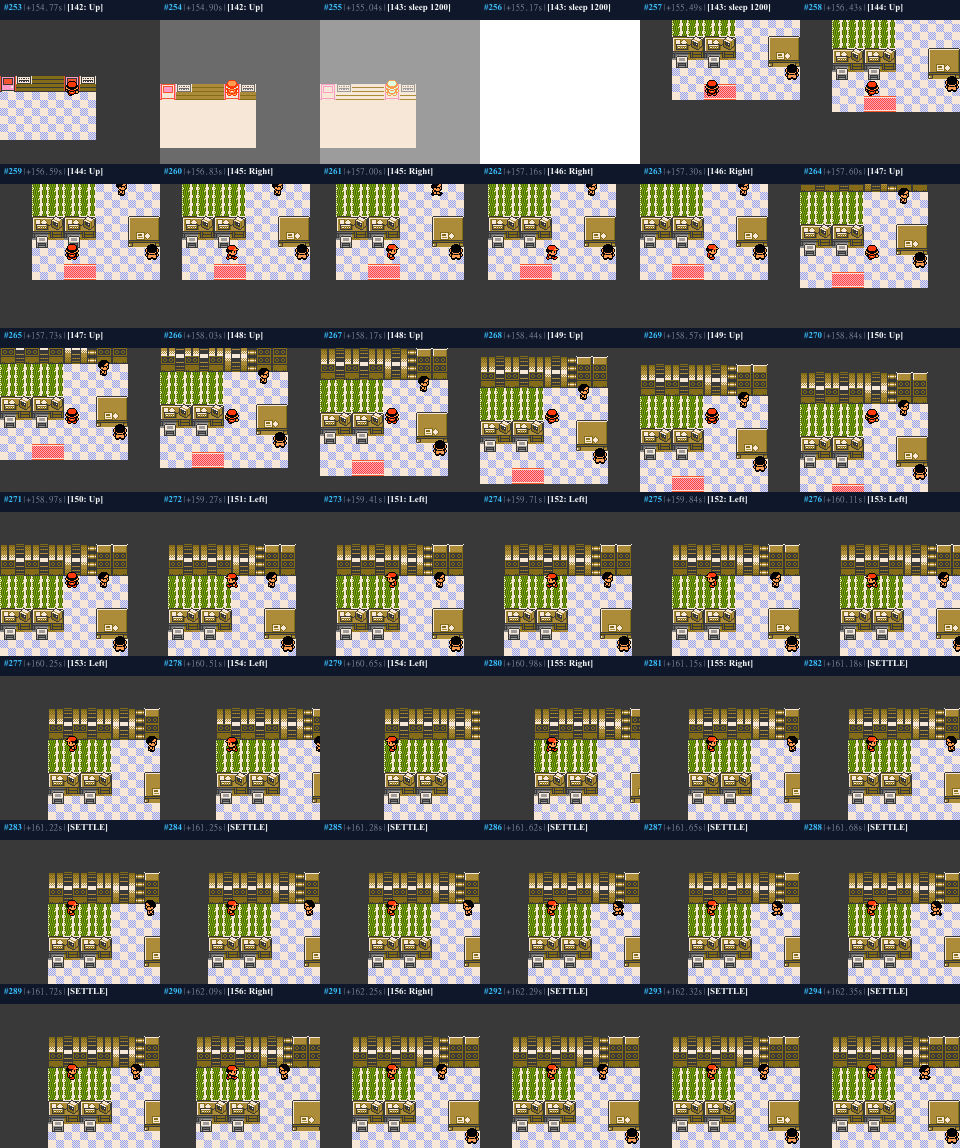 #253|+154.77s|[142: Up] #254|+154.90s|[142: Up] #255|+155.04s|[143: sleep 1200] #256|+155.17s|[143: sleep 1200] #257|+155.49s|[143: sleep 1200] #258|+156.43s|[144: Up]
#259|+156.59s|[144: Up] #260|+156.83s|[145: Right] #261|+157.00s|[145: Right] #262|+157.16s|[146: Right] #263|+157.30s|[146: Right] #264|+157.60s|[147: Up]
#265|+157.73s|[147: Up] #266|+158.03s|[148: Up] #267|+158.17s|[148: Up] #268|+158.44s|[149: Up] #269|+158.57s|[149: Up] #270|+158.84s|[150: Up]
#271|+158.97s|[150: Up] #272|+159.27s|[151: Left] #273|+159.41s|[151: Left] #274|+159.71s|[152: Left] #275|+159.84s|[152: Left] #276|+160.11s|[153: Left]
#277|+160.25s|[153: Left] #278|+160.51s|[154: Left] #279|+160.65s|[154: Left] #280|+160.98s|[155: Right] #281|+161.15s|[155: Right] #282|+161.18s|[SETTLE]
#283|+161.22s|[SETTLE] #284|+161.25s|[SETTLE] #285|+161.28s|[SETTLE] #286|+161.62s|[SETTLE] #287|+161.65s|[SETTLE] #288|+161.68s|[SETTLE]
#289|+161.72s|[SETTLE] #290|+162.09s|[156: Right] #291|+162.25s|[156: Right] #292|+162.29s|[SETTLE] #293|+162.32s|[SETTLE] #294|+162.35s|[SETTLE]